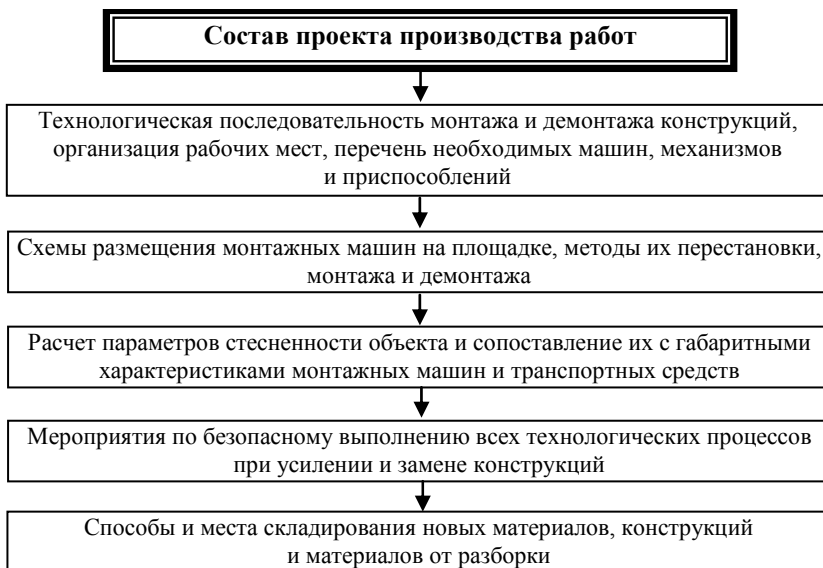 Состав проекта производства работ
Технологическая последовательность монтажа и демонтажа конструкций,
организация рабочих мест, перечень необходимых машин, механизмов
и приспособлений
Схемы размещения монтажных машин на площадке, методы их перестановки,
монтажа и демонтажа
Расчет параметров стесненности объекта и сопоставление их с габаритными
характеристиками монтажных машин и транспортных средств
Мероприятия по безопасному выполнению всех технологических процессов
при усилении и замене конструкций
Способы и места складирования новых материалов, конструкций
и материалов от разборки